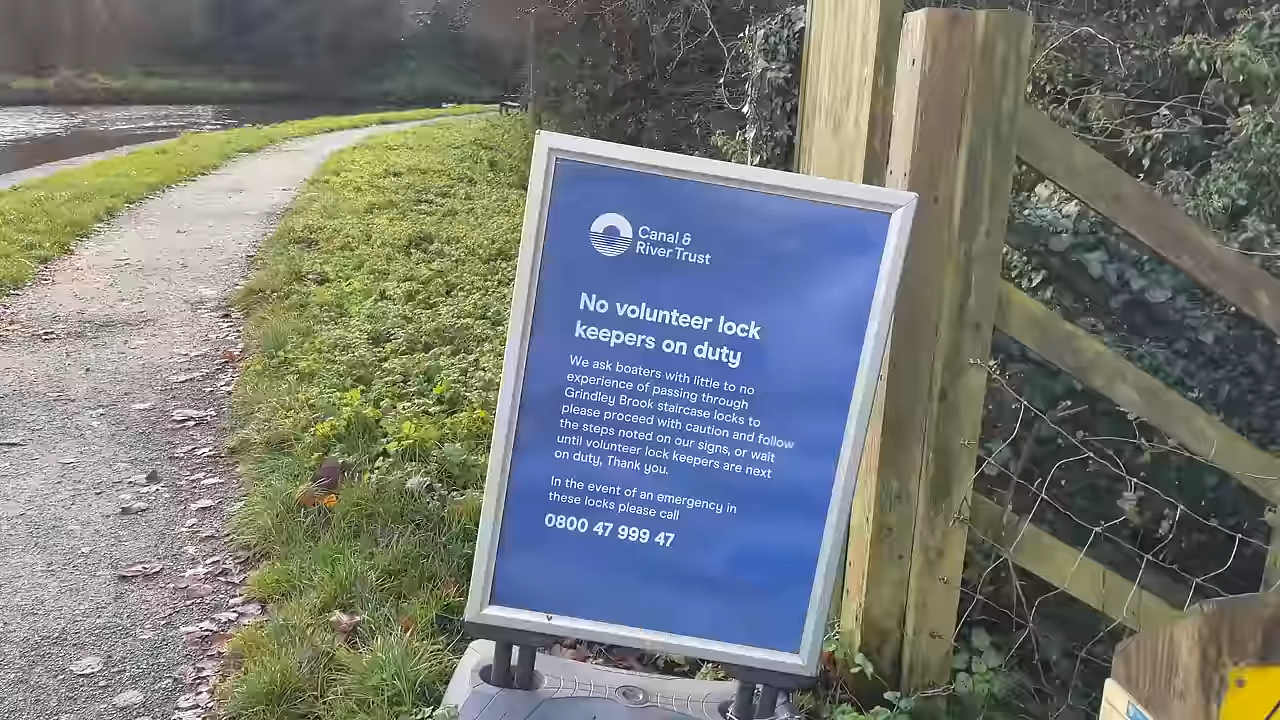 Canal &
River Trust
No volunteer lock
keepers on duty
We ask boaters with little to no
experience of passing through
Grindley Brook staircase locks to
please proceed with caution and follow
the steps noted on our signs, or wait
until volunteer lock keepers are next
on duty, Thank you.
In the event of an emergency in
these locks please call
0800 47 999 47